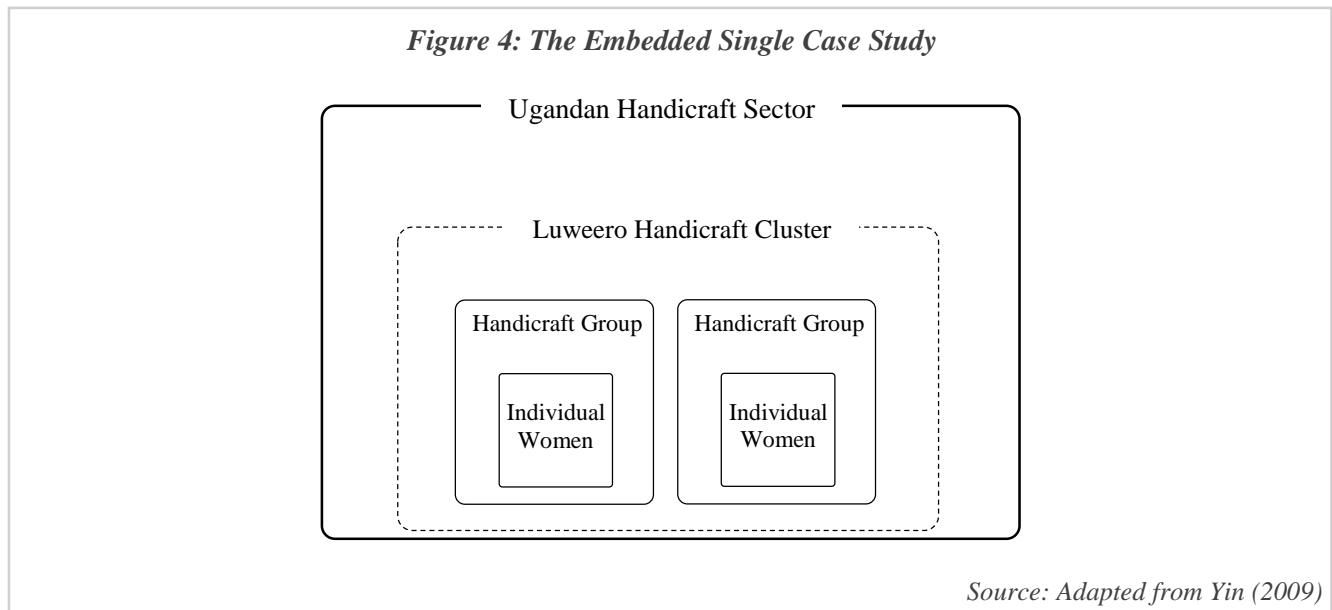 Figure 4: The Embedded Single Case Study
Ugandan Handicraft Sector
Luweero Handicraft Cluster
Handicraft Group
Individual
Women
Handicraft Group
Individual
Women
Source: Adapted from Yin (2009)